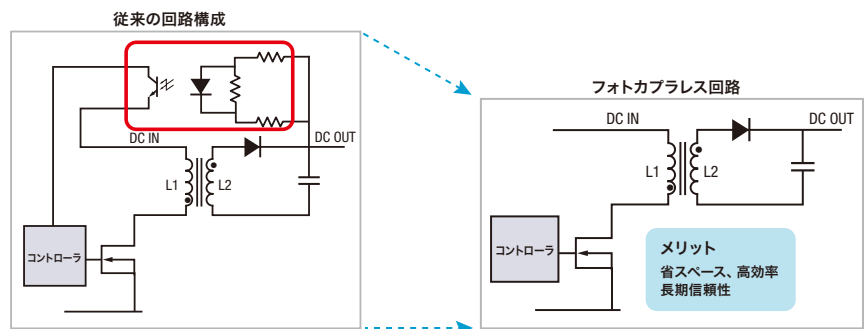 従来の回路構成
DC IN
DC OUT
L1
L2
コントローラ
フォトカプラレス回路
DC IN
DC OUT
L1
L2
コントローラ
メリット
省スペース、高効率
長期信頼性